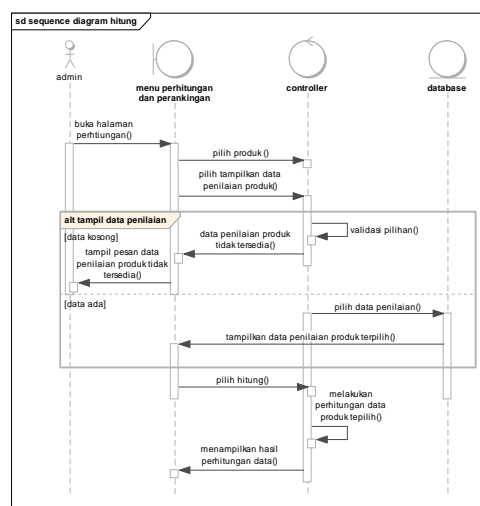 sd sequence diagram hitung
admin
menu perhitungan
dan perankingan
controller
database
buka halaman
perhtiungan()
pilih produk()
pilih tampilkan data
penilaian produk()
alt tampil data penilaian
[data kosong]
validasi pilihan()
data penilaian produk
tidak tersedia()
tampil pesan data
penilaian produk tidak
tersedia()
[data ada]
pilih data penilaian()
tampilkan data penilaian produk terpilih()
pilih hitung()
melakukan
perhitungan data
produk tepilih()
menampilkan hasil
perhitungan data()